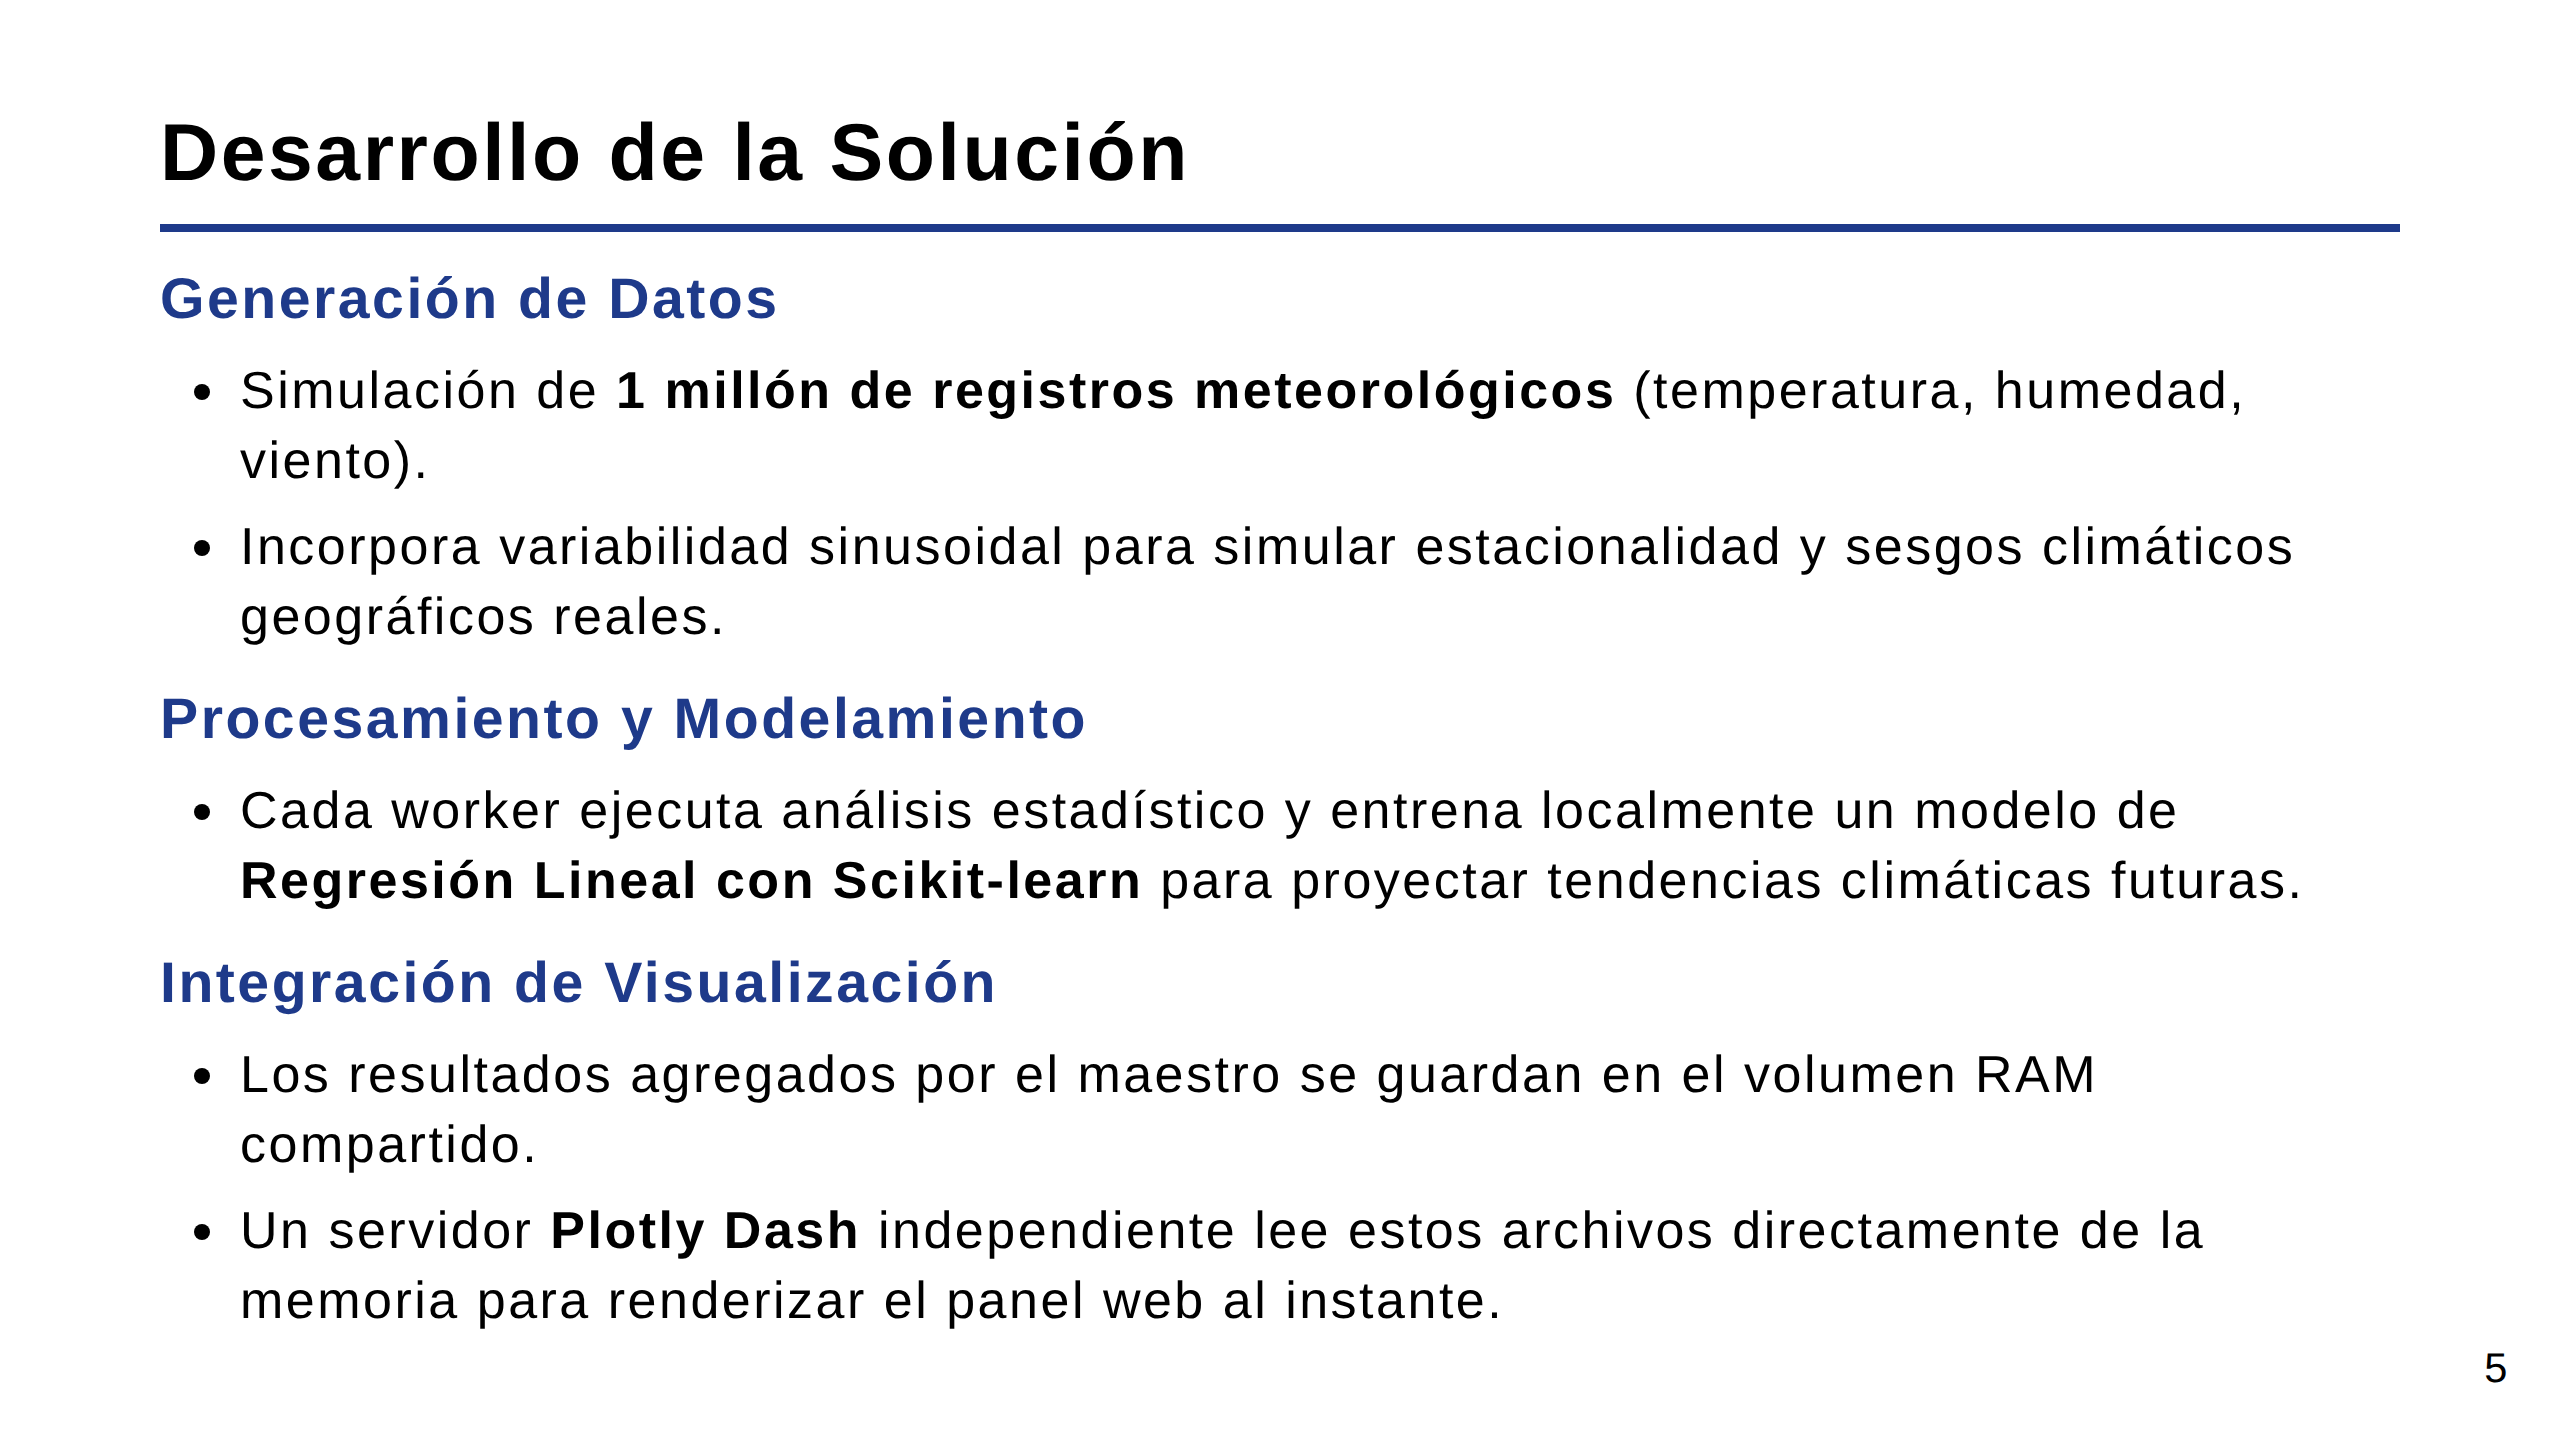 Desarrollo de la Solución
Generación de Datos
• Simulación de 1 millón de registros meteorológicos (temperatura, humedad,
viento).
• Incorpora variabilidad sinusoidal para simular estacionalidad y sesgos climáticos
geográficos reales.
Procesamiento y Modelamiento
• Cada worker ejecuta análisis estadístico y entrena localmente un modelo de
Regresión Lineal con Scikit-learn para proyectar tendencias climáticas futuras.
Integración de Visualización
• Los resultados agregados por el maestro se guardan en el volumen RAM
compartido.
• Un servidor Plotly Dash independiente lee estos archivos directamente de la
memoria para renderizar el panel web al instante.
5